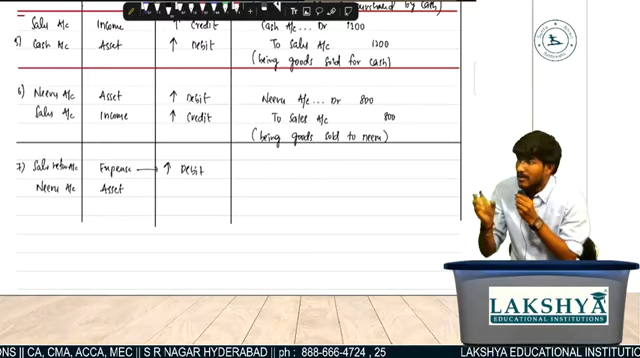 purchased by cash)
Sales A/c Income ↑ Credit Cash A/c... Dr 1200
5) Cash A/c Asset ↑ Debit To Sales A/c 1200
(being goods sold for cash)
6) Neeru A/c Asset ↑ Debit Neeru A/c... Dr 800
Sales A/c Income ↑ Credit To Sales A/c 800
(being goods sold to neeru)
7) Sales return A/c Expense → ↑ Debit
Neeru A/c Asset
LAKSHYA
EDUCATIONAL INSTITUTIONS
ONS || CA, CMA, ACCA, MEC || S R NAGAR HYDERABAD || ph : 888-666-4724 , 25 LAKSHYA EDUCATIONAL INSTITUTIO